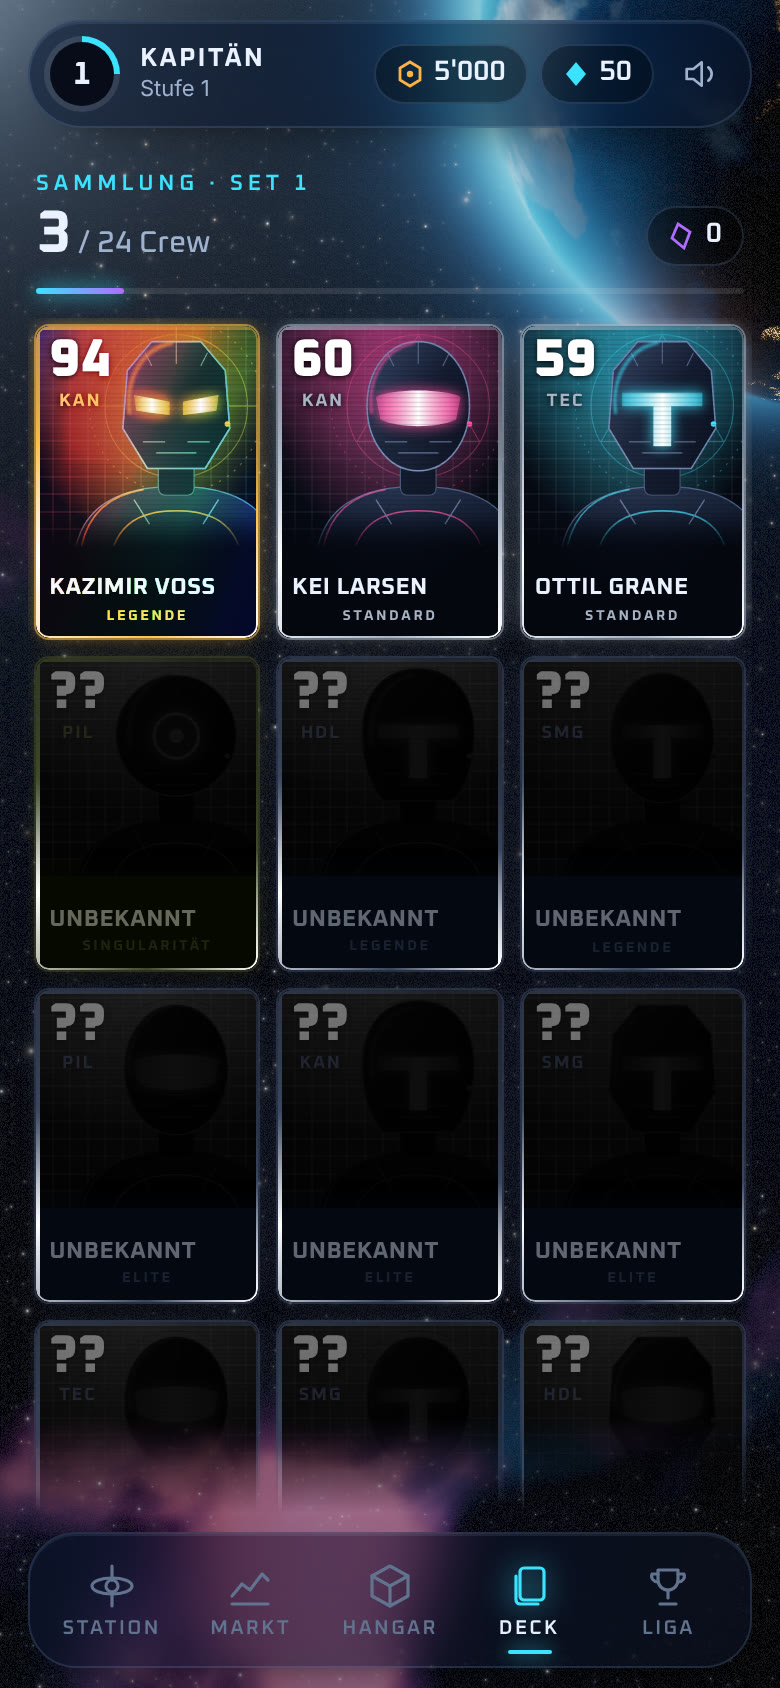 1 KAPITÄN 5'000 50
Stufe 1
SAMMLUNG · SET 1
3 / 24 Crew 0
94 60 59
KAN KAN TEC
KAZIMIR VOSS KEI LARSEN OTTIL GRANE
LEGENDE STANDARD STANDARD
?? ?? ??
PIL HDL SMG
UNBEKANNT UNBEKANNT UNBEKANNT
SINGULARITÄT LEGENDE LEGENDE
?? ?? ??
PIL KAN SMG
UNBEKANNT UNBEKANNT UNBEKANNT
ELITE ELITE ELITE
?? ?? ??
TEC SMG HDL
STATION MARKT HANGAR DECK LIGA